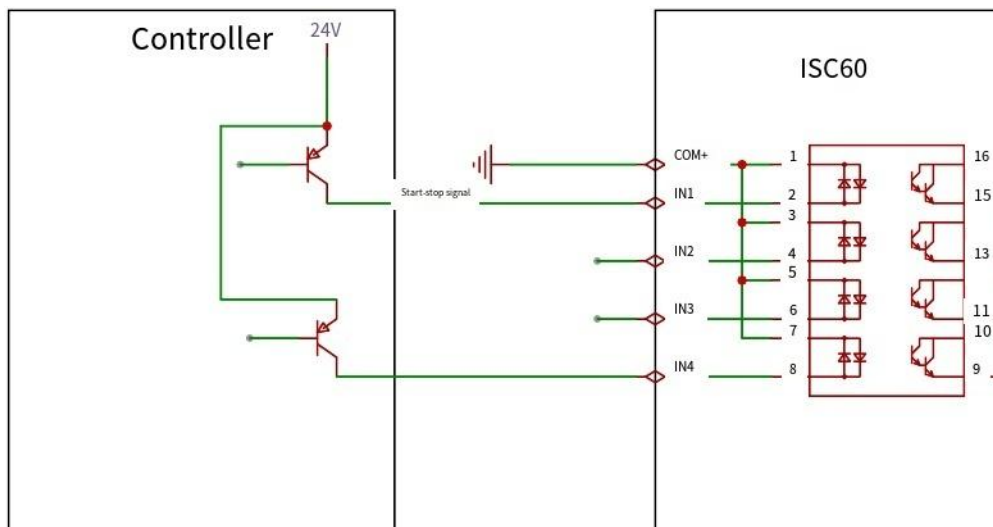 Controller
24V
ISC60
Start-stop signal
COM+
IN1
IN2
IN3
IN4
1
2
3
4
5
6
7
8
16
15
13
11
10
9